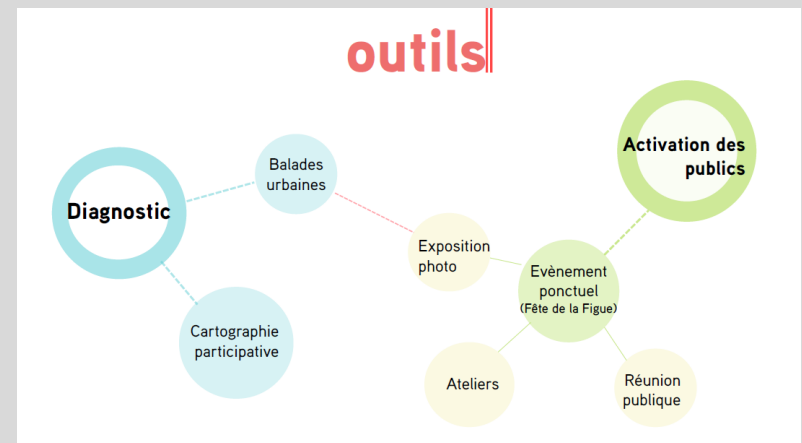 outils
Diagnostic
Balades
urbaines
Cartographie
participative
Exposition
photo
Activation des
publics
Evènement
ponctuel
(Fête de la Figue)
Ateliers
Réunion
publique